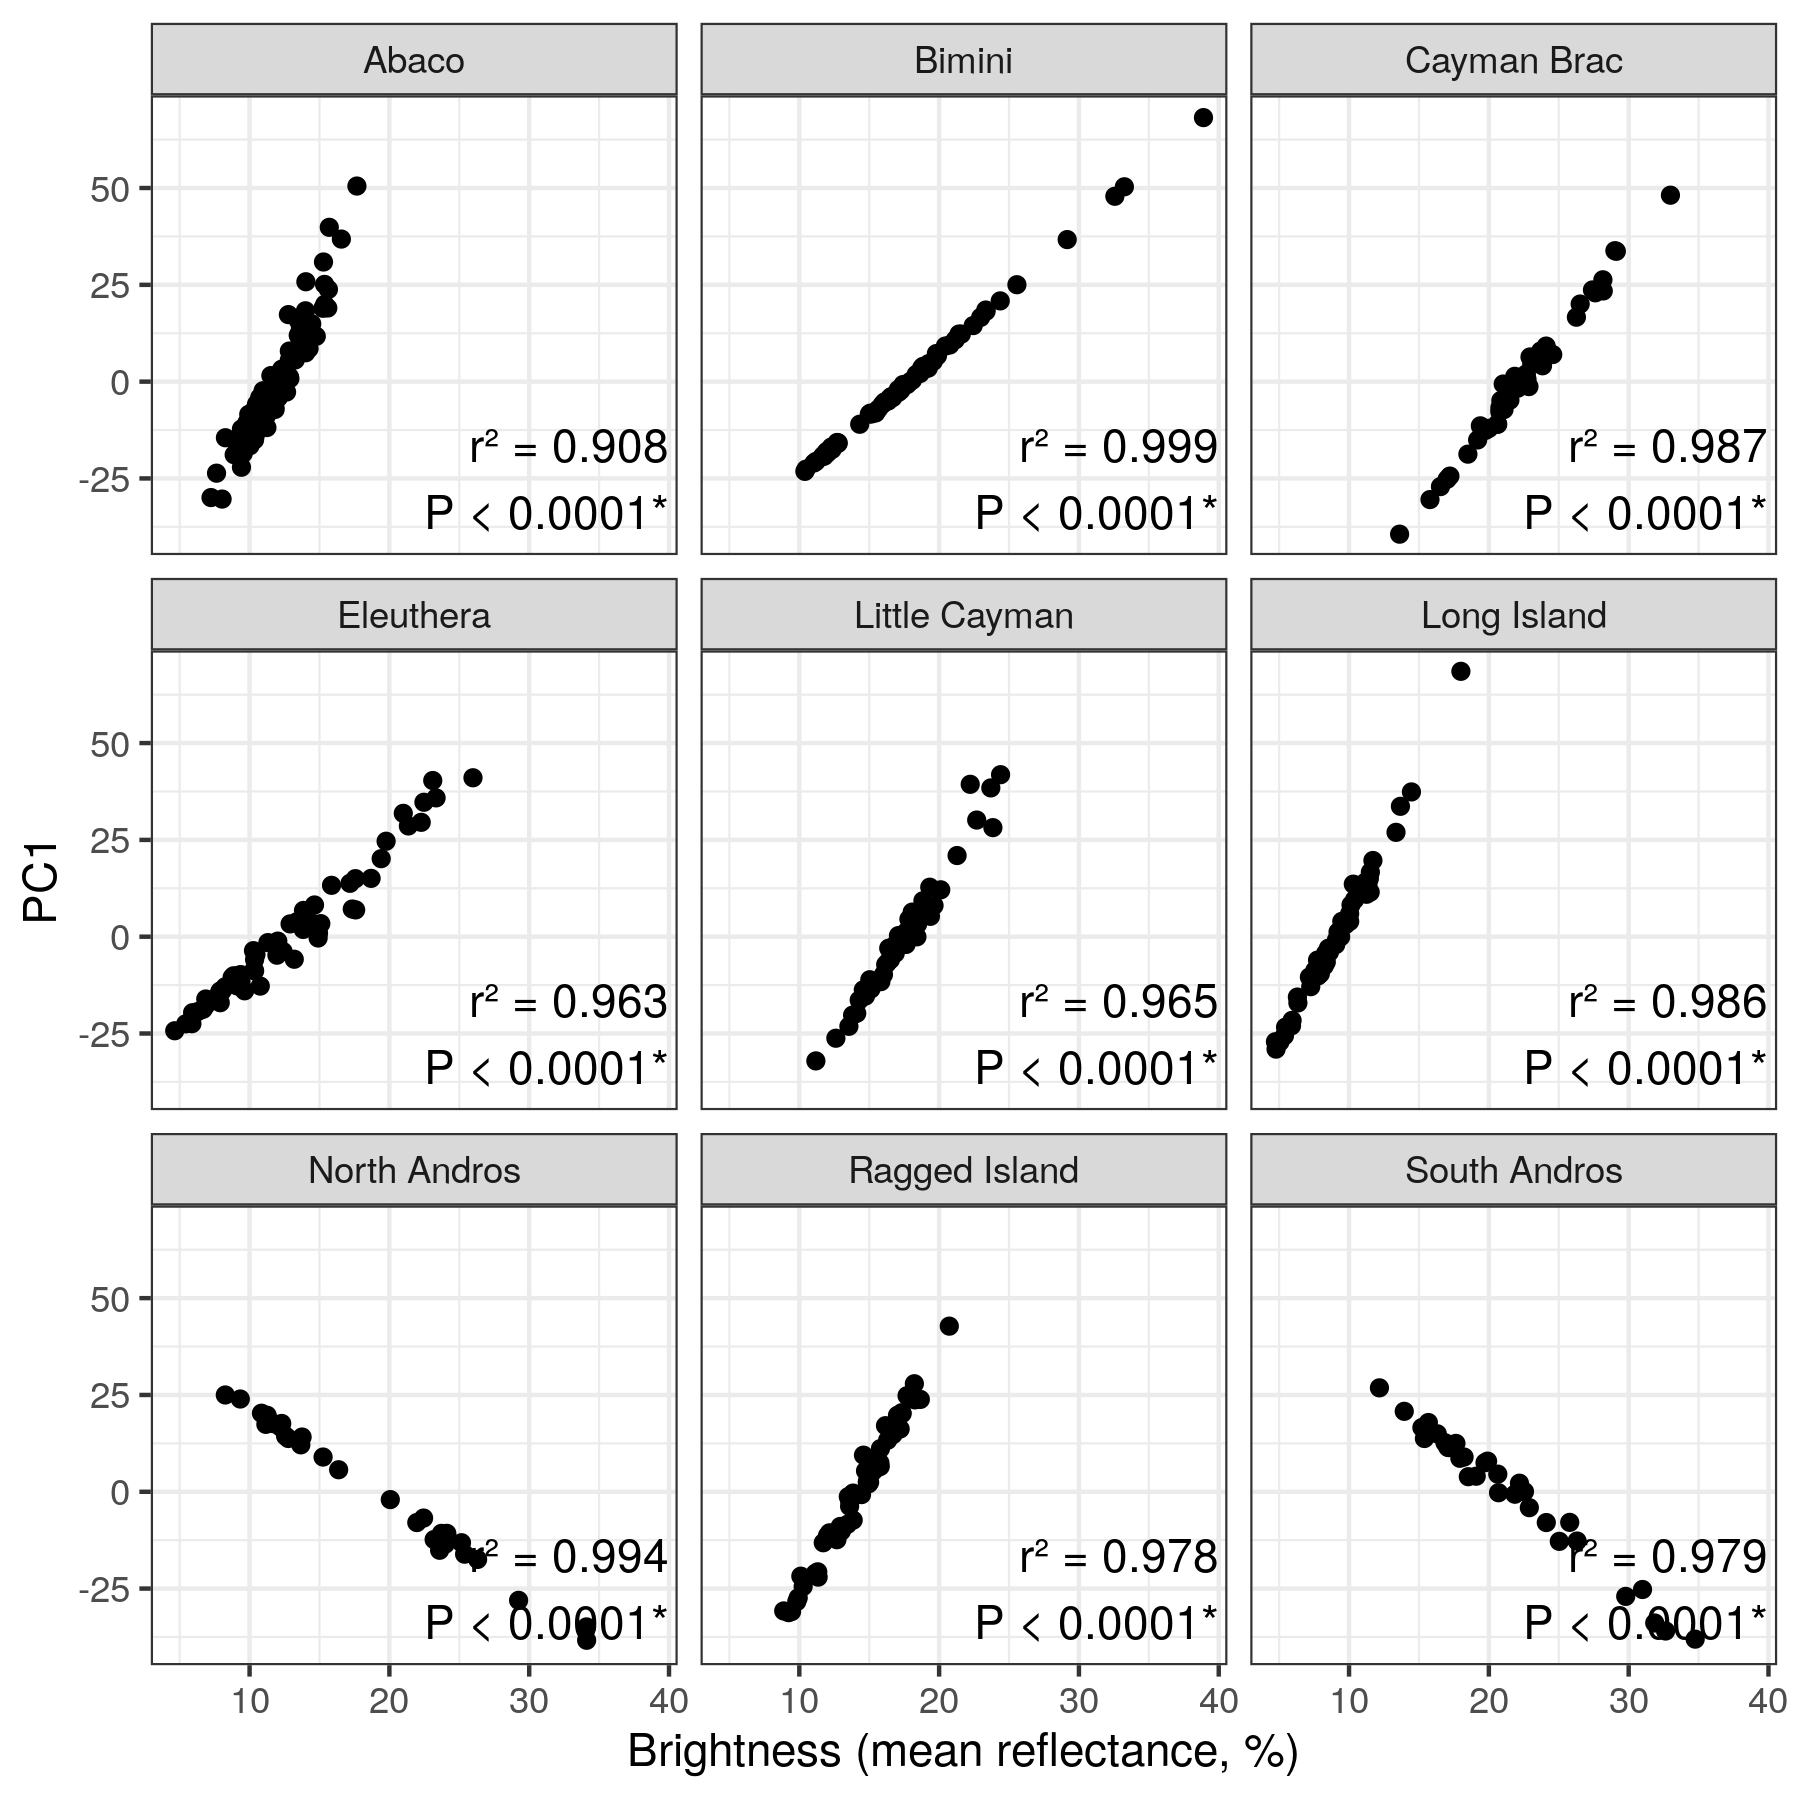 Abaco
Bimini
Cayman Brac
50
25
0
-25
r² = 0.908
P < 0.0001*
r² = 0.999
P < 0.0001*
r² = 0.987
P < 0.0001*
Eleuthera
Little Cayman
Long Island
PC1
50
25
0
-25
r² = 0.963
P < 0.0001*
r² = 0.965
P < 0.0001*
r² = 0.986
P < 0.0001*
North Andros
Ragged Island
South Andros
50
25
0
-25
r² = 0.994
P < 0.0001*
r² = 0.978
P < 0.0001*
r² = 0.979
P < 0.0001*
10 20 30 40
10 20 30 40
10 20 30 40
Brightness (mean reflectance, %)